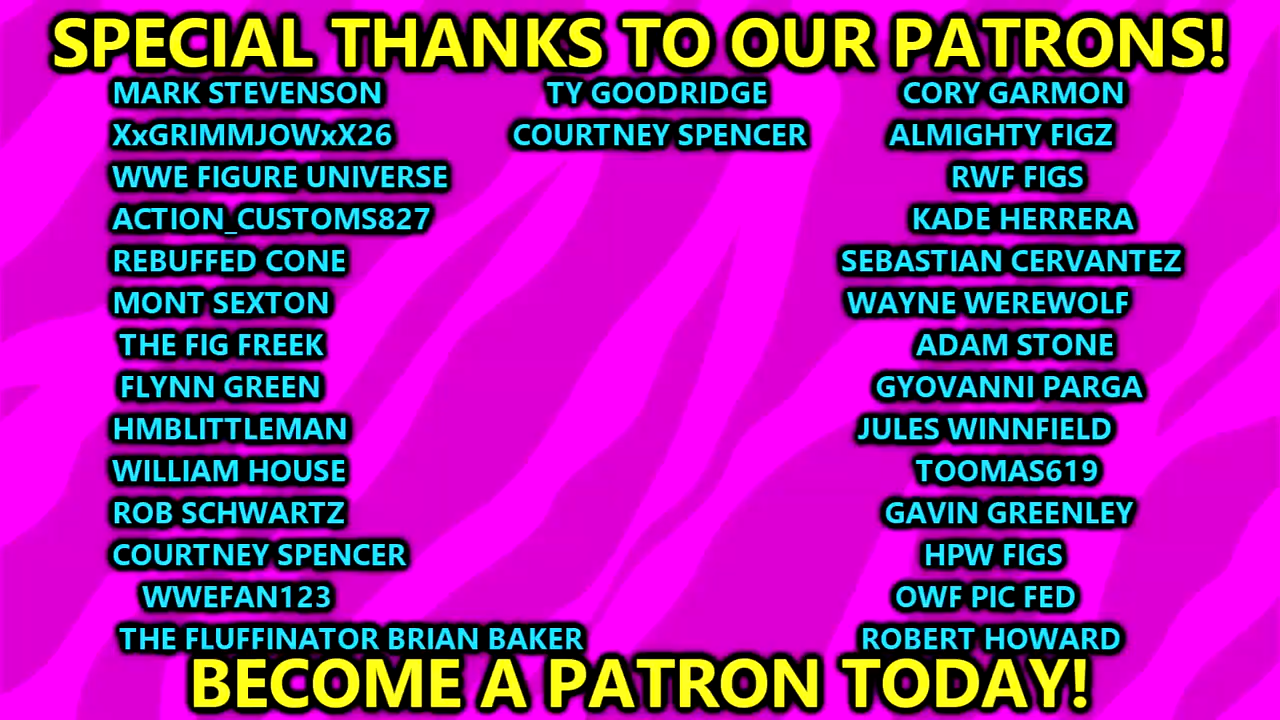 SPECIAL THANKS TO OUR PATRONS!
MARK STEVENSON TY GOODRIDGE CORY GARMON
XxGRIMMJOWxX26 COURTNEY SPENCER ALMIGHTY FIGZ
WWE FIGURE UNIVERSE RWF FIGS
ACTION_CUSTOMS827 KADE HERRERA
REBUFFED CONE SEBASTIAN CERVANTEZ
MONT SEXTON WAYNE WEREWOLF
THE FIG FREEK ADAM STONE
FLYNN GREEN GYOVANNI PARGA
HMBLITTLEMAN JULES WINNFIELD
WILLIAM HOUSE TOOMAS619
ROB SCHWARTZ GAVIN GREENLEY
COURTNEY SPENCER HPW FIGS
WWEFAN123 OWF PIC FED
THE FLUFFINATOR BRIAN BAKER ROBERT HOWARD
BECOME A PATRON TODAY!